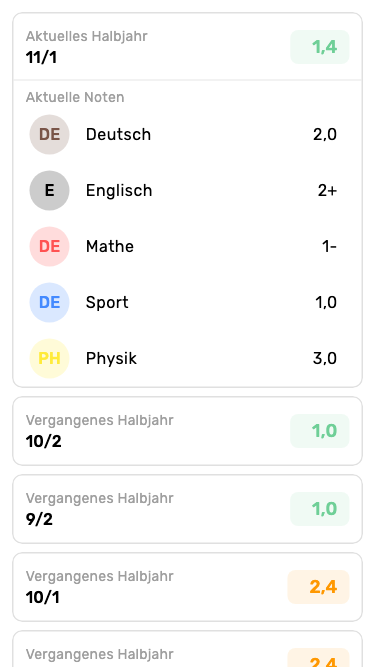 Aktuelles Halbjahr
11/1
1,4
Aktuelle Noten
DE Deutsch 2,0
E Englisch 2+
DE Mathe 1-
DE Sport 1,0
PH Physik 3,0
Vergangenes Halbjahr
10/2
1,0
Vergangenes Halbjahr
9/2
1,0
Vergangenes Halbjahr
10/1
2,4
Vergangenes Halbjahr
2,4